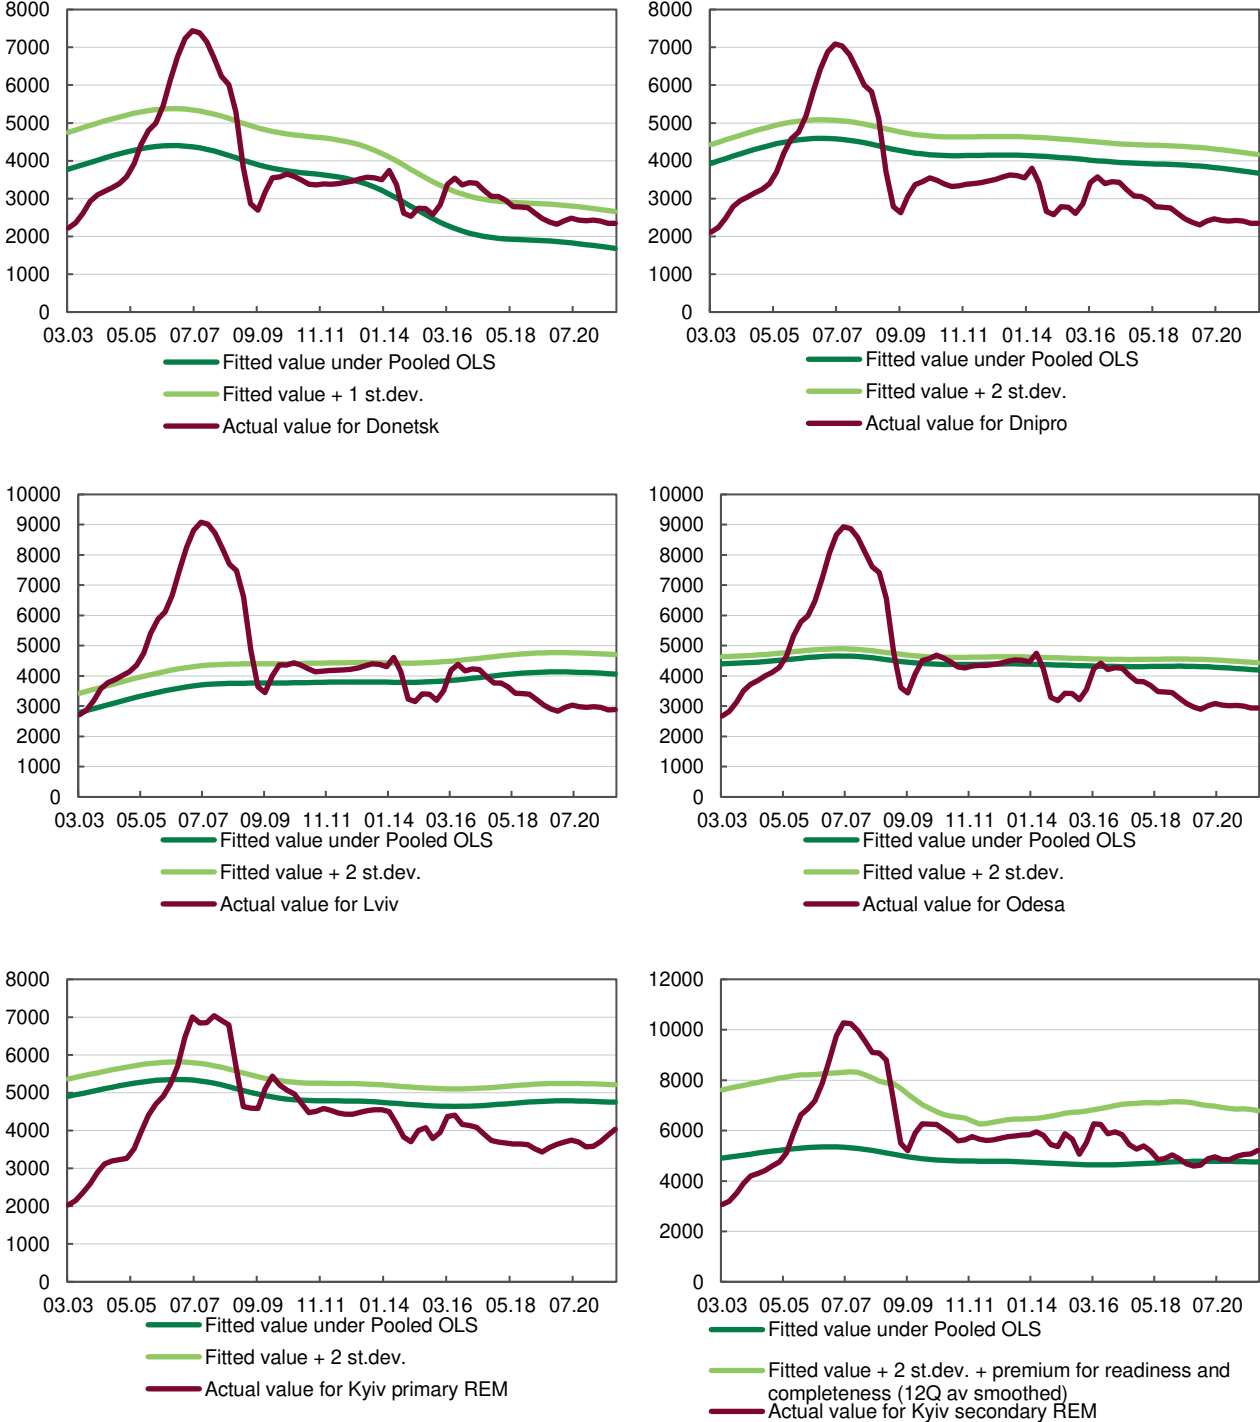 8000
7000
6000
5000
4000
3000
2000
1000
0
03.03 05.05 07.07 09.09 11.11 01.14 03.16 05.18 07.20
Fitted value under Pooled OLS
Fitted value + 1 st.dev.
Actual value for Donetsk
8000
7000
6000
5000
4000
3000
2000
1000
0
03.03 05.05 07.07 09.09 11.11 01.14 03.16 05.18 07.20
Fitted value under Pooled OLS
Fitted value + 2 st.dev.
Actual value for Dnipro
10000
9000
8000
7000
6000
5000
4000
3000
2000
1000
0
03.03 05.05 07.07 09.09 11.11 01.14 03.16 05.18 07.20
Fitted value under Pooled OLS
Fitted value + 2 st.dev.
Actual value for Lviv
10000
9000
8000
7000
6000
5000
4000
3000
2000
1000
0
03.03 05.05 07.07 09.09 11.11 01.14 03.16 05.18 07.20
Fitted value under Pooled OLS
Fitted value + 2 st.dev.
Actual value for Odesa
8000
7000
6000
5000
4000
3000
2000
1000
0
03.03 05.05 07.07 09.09 11.11 01.14 03.16 05.18 07.20
Fitted value under Pooled OLS
Fitted value + 2 st.dev.
Actual value for Kyiv primary REM
12000
10000
8000
6000
4000
2000
0
03.03 05.05 07.07 09.09 11.11 01.14 03.16 05.18 07.20
Fitted value under Pooled OLS
Fitted value + 2 st.dev. + premium for readiness and
completeness (12Q av smoothed)
Actual value for Kyiv secondary REM